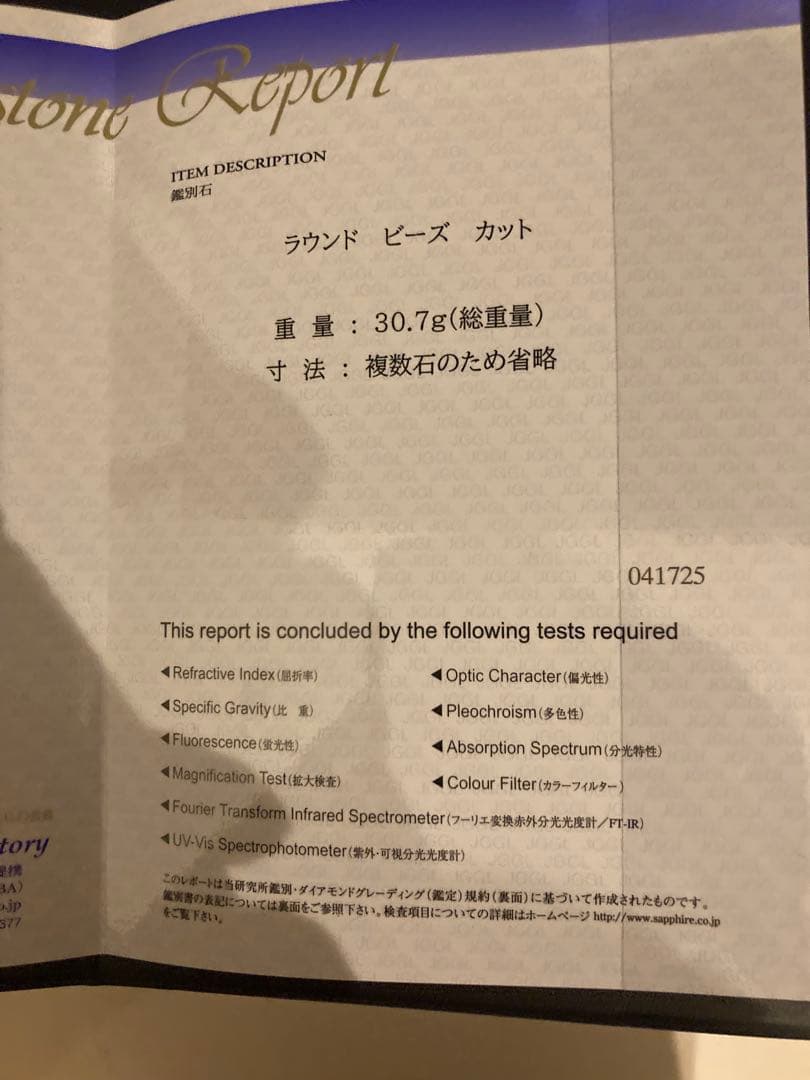 stone Report
ITEM DESCRIPTION
鑑別石
ラウンド ビーズ カット
重 量 : 30.7g(総重量)
寸 法 : 複数石のため省略
041725
This report is concluded by the following tests required
◀Refractive Index(屈折率)
◀Optic Character(偏光性)
◀Specific Gravity(比 重)
◀Pleochroism(多色性)
◀Fluorescence(蛍光性)
◀Absorption Spectrum(分光特性)
◀Magnification Test(拡大検査)
◀Colour Filter(カラーフィルター)
◀Fourier Transform Infrared Spectrometer(フーリエ変換赤外分光光度計/FT-IR)
◀UV-Vis Spectrophotometer(紫外・可視分光光度計)
このレポートは当研究所鑑別・ダイアモンドグレーディング(鑑定)規約(裏面)に基づいて作成されたものです。
鑑別書の表記については裏面をご参照下さい。検査項目についての詳細はホームページ http://www.sapphire.co.jp
をご覧下さい。
tory
提携
BA)
o.jp
377